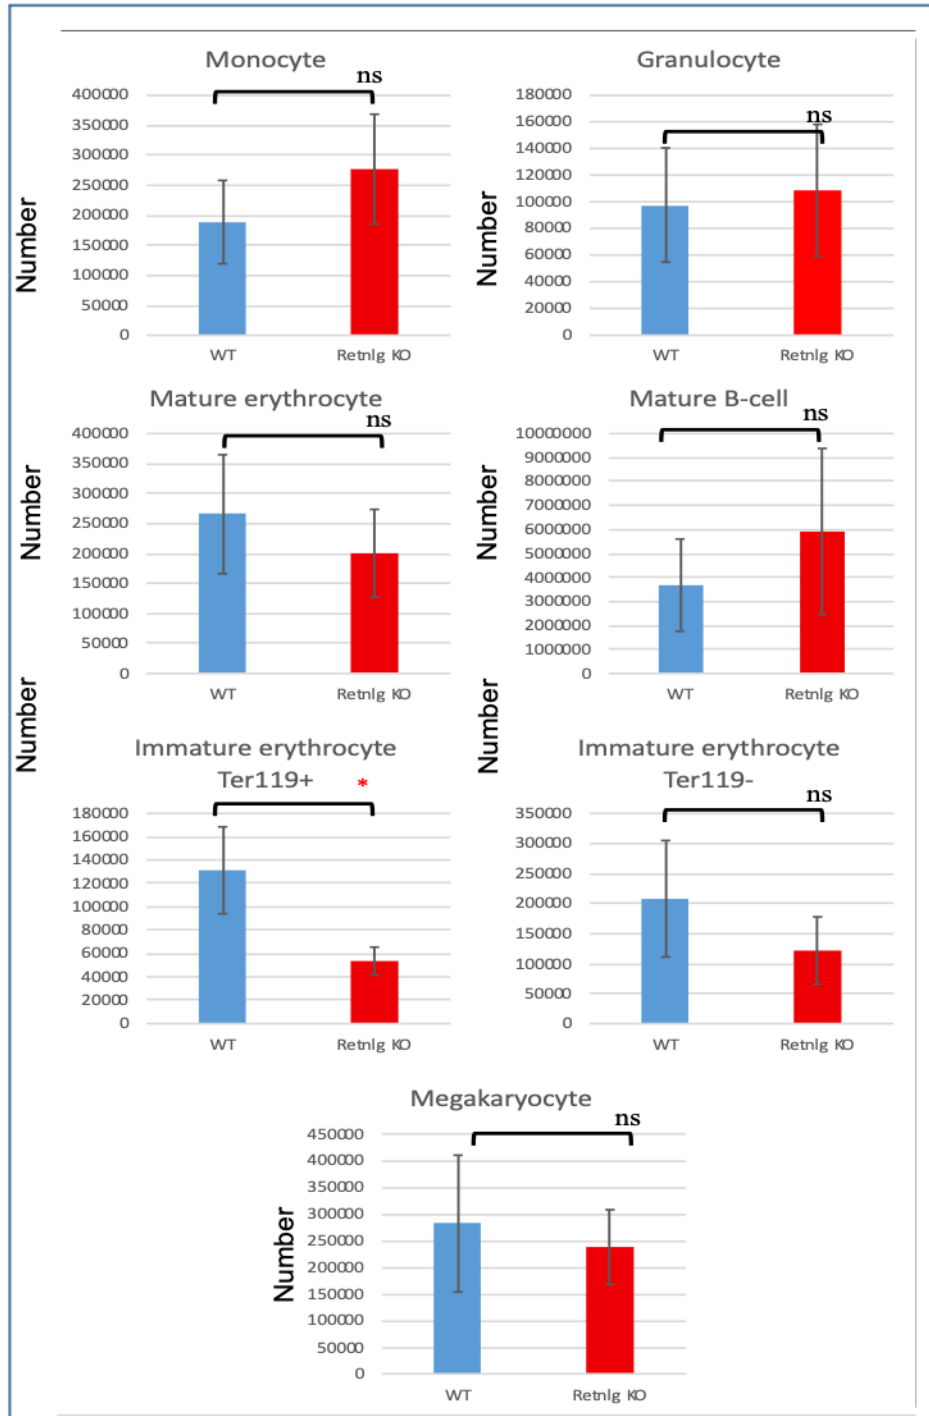 Monocyte
ns
400000
350000
300000
250000
200000
150000
100000
50000
0
Number
WT
Retnlg KO
Granulocyte
ns
180000
160000
140000
120000
100000
80000
60000
40000
20000
0
Number
WT
Retnlg KO
Mature erythrocyte
ns
400000
350000
300000
250000
200000
150000
100000
50000
0
Number
WT
Retnlg KO
Mature B-cell
ns
10000000
9000000
8000000
7000000
6000000
5000000
4000000
3000000
2000000
1000000
0
Number
WT
Retnlg KO
Immature erythrocyte
Ter119+
*
180000
160000
140000
120000
100000
80000
60000
40000
20000
0
Number
WT
Retnlg KO
Immature erythrocyte
Ter119-
ns
350000
300000
250000
200000
150000
100000
50000
0
Number
WT
Retnlg KO
Megakaryocyte
ns
450000
400000
350000
300000
250000
200000
150000
100000
50000
0
Number
WT
Retnlg KO